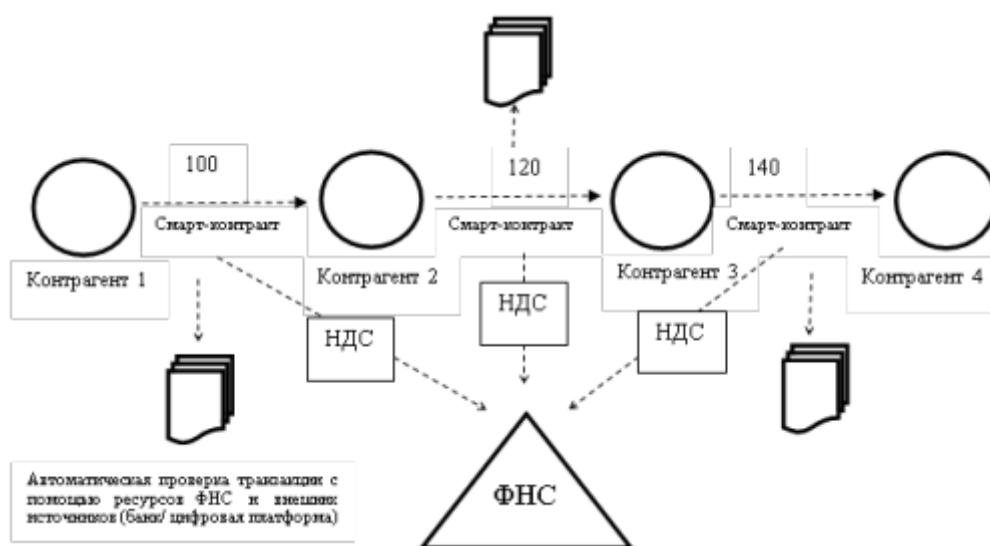 100
120
140
Смарт-контракт
Смарт-контракт
Смарт-контракт
Контрагент 1
Контрагент 2
Контрагент 3
Контрагент 4
НДС
НДС
НДС
Автоматическая проверка транзакции с
помощью ресурсов ФНС и внешних
источников (банк/ цифровая платформа)
ФНС